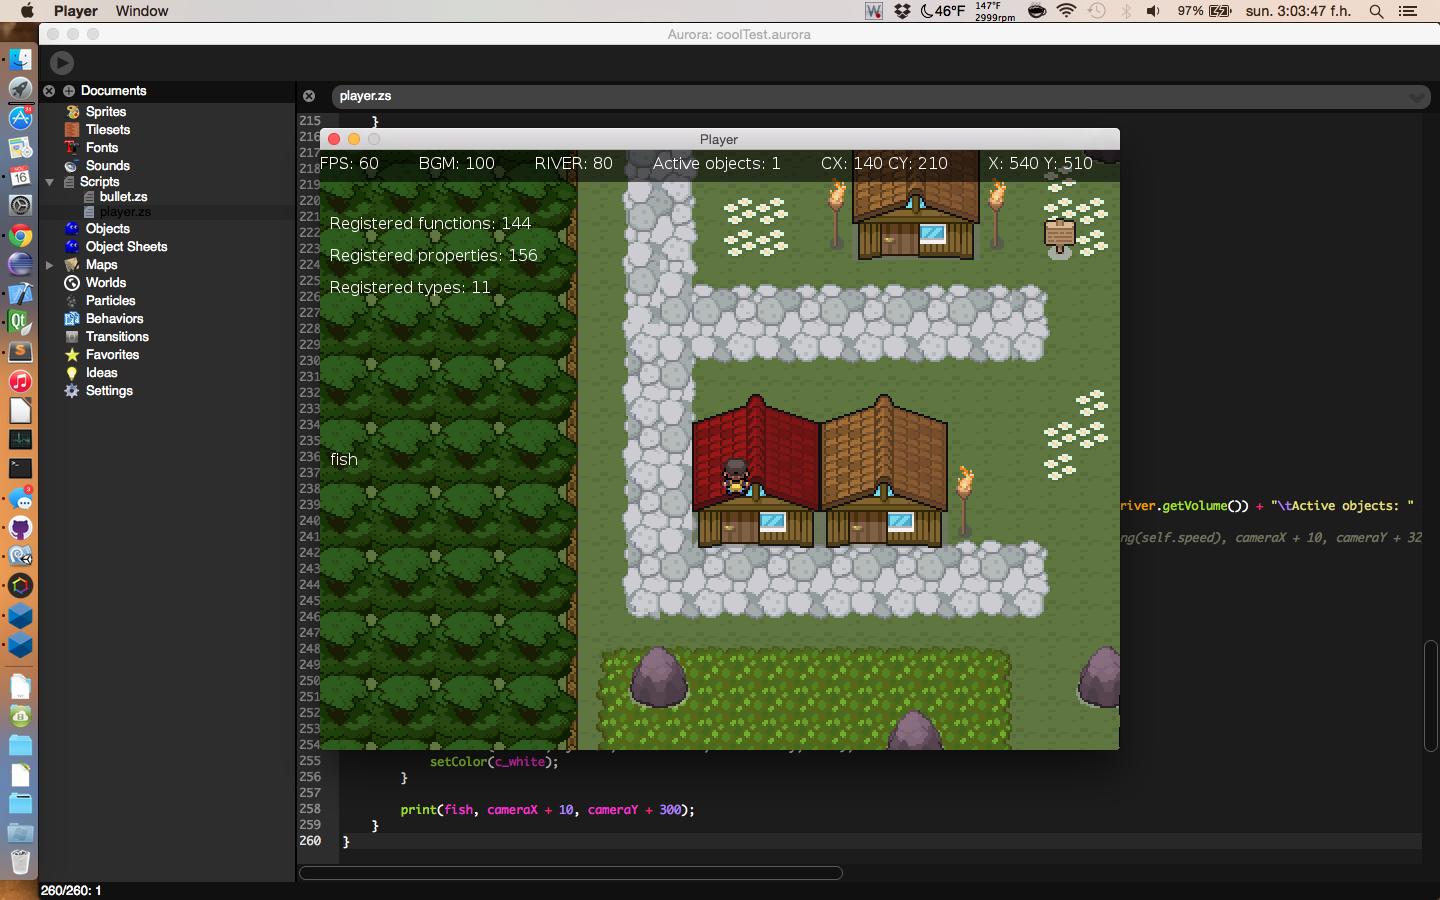 Player Window
46°F 147°F 2999rpm 97% sun. 3:03:47 f.h.
Aurora: coolTest.aurora
Documents
Sprites
Tilesets
Fonts
Sounds
Scripts
bullet.zs
player.zs
Objects
Object Sheets
Maps
Worlds
Particles
Behaviors
Transitions
Favorites
Ideas
Settings
player.zs
215 }
216
217
218
219
220
221
222
223
224
225
226
227
228
229
230
231
232
233
234
235
236
237
238
239
240
241
242
243
244
245
246
247
248
249
250
251
252
253
254
Player
FPS: 60 BGM: 100 RIVER: 80 Active objects: 1 CX: 140 CY: 210 X: 540 Y: 510
Registered functions: 144
Registered properties: 156
Registered types: 11
fish
river.getVolume()) + "\tActive objects: "
ng(self.speed), cameraX + 10, cameraY + 32
255 setColor(c_white);
256 }
257
258 print(fish, cameraX + 10, cameraY + 300);
259 }
260 }
260/260: 1